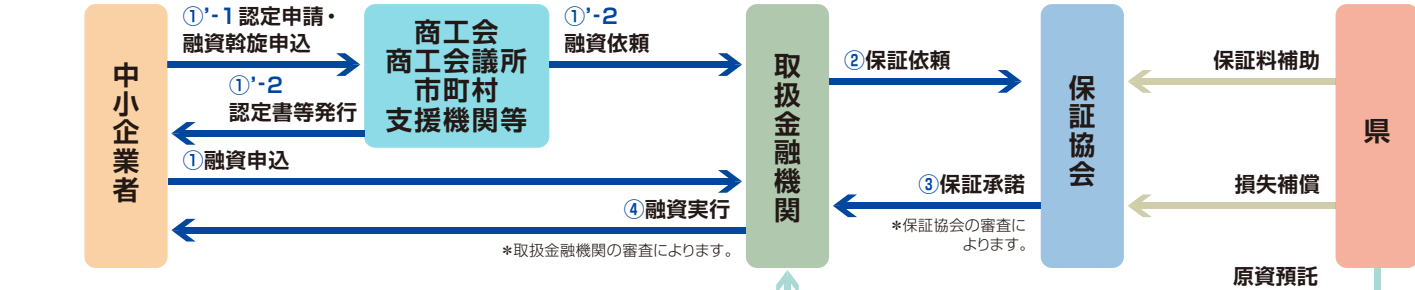 中小企業者
①’-1 認定申請・
融資斡旋申込
①’-2
認定書等発行
①融資申込
商工会
商工会議所
市町村
支援機関等
①’-2
融資依頼
④融資実行
*取扱金融機関の審査によります。
取扱金融機関
②保証依頼
③保証承諾
*保証協会の審査に
よります。
保証協会
保証料補助
損失補償
県
原資預託